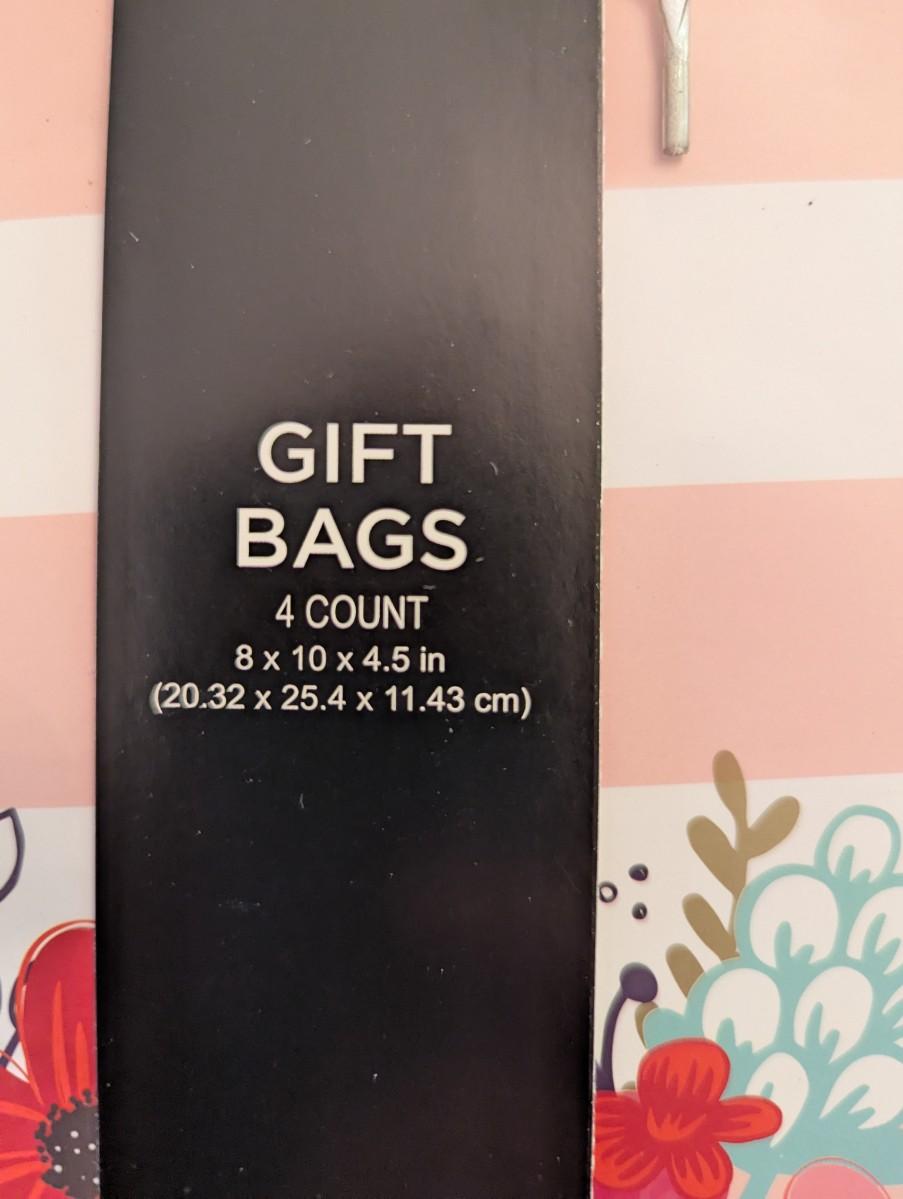 GIFT
BAGS
4 COUNT
8 x 10 x 4.5 in
(20.32 x 25.4 x 11.43 cm)